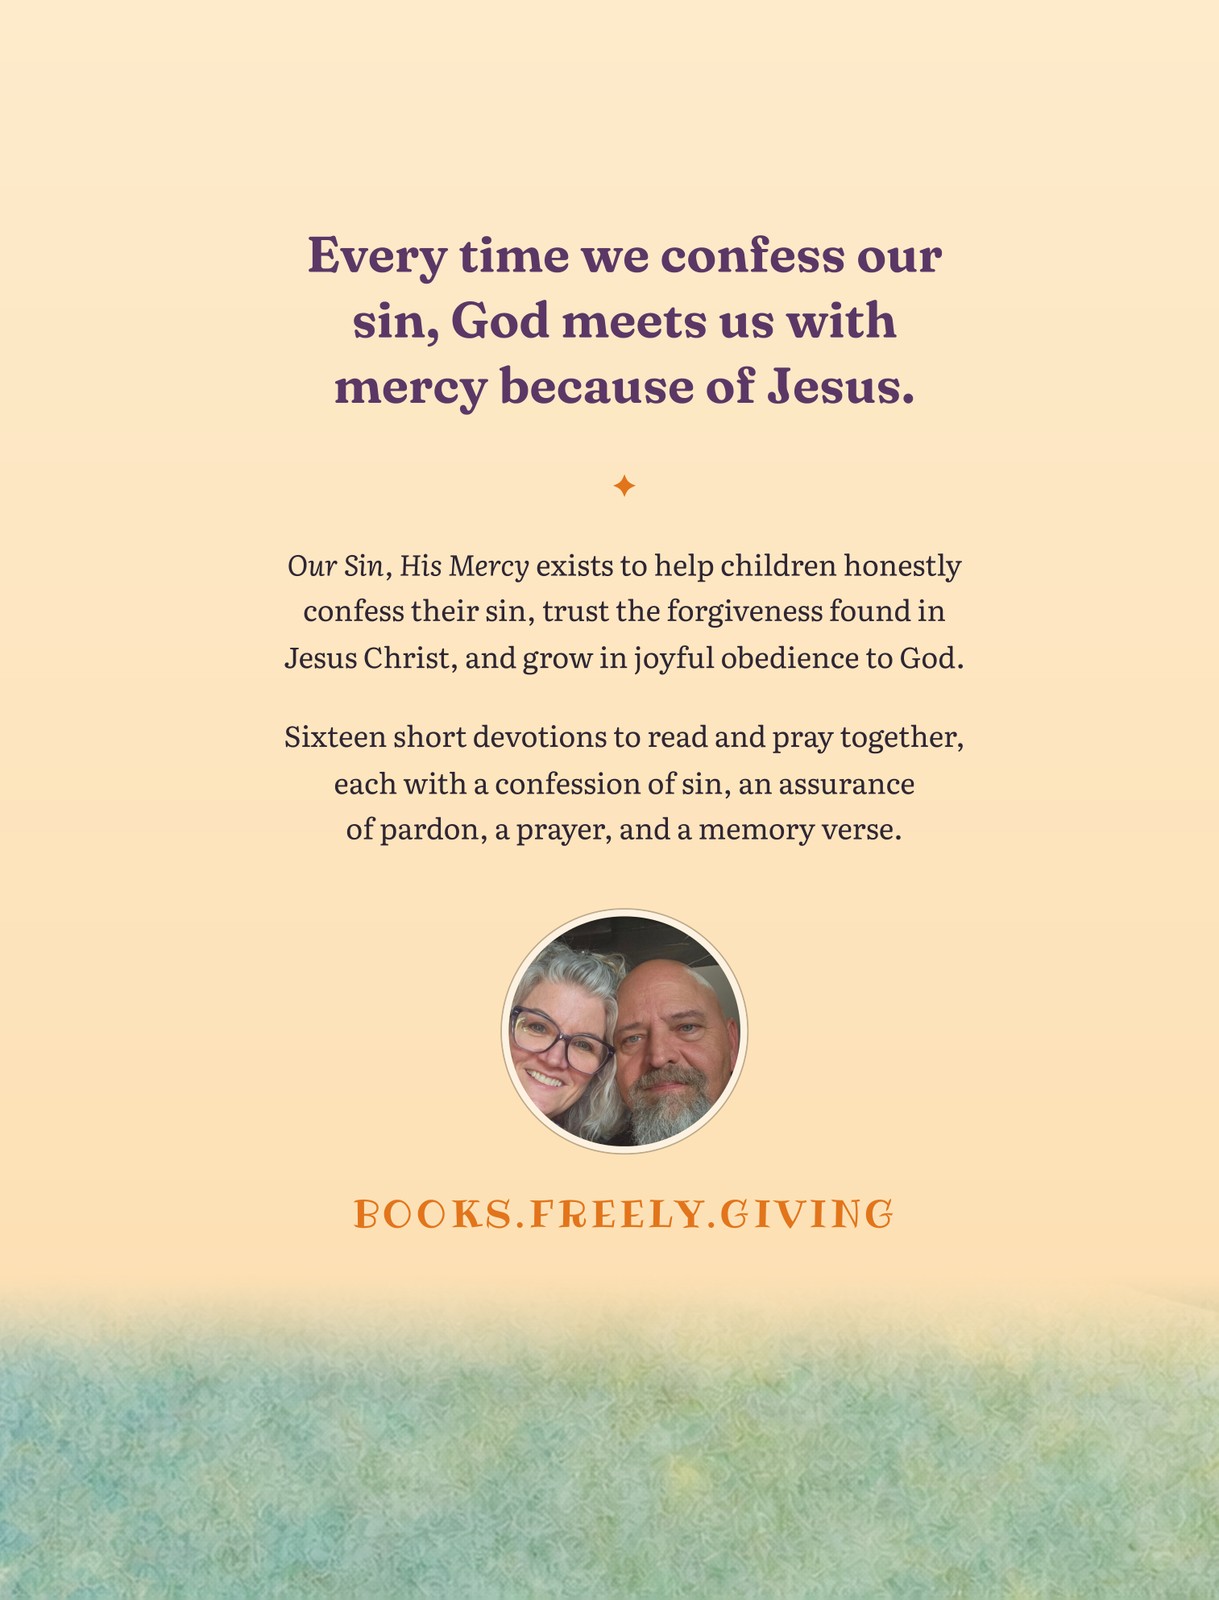 Every time we confess our
sin, God meets us with
mercy because of Jesus.
Our Sin, His Mercy exists to help children honestly
confess their sin, trust the forgiveness found in
Jesus Christ, and grow in joyful obedience to God.
Sixteen short devotions to read and pray together,
each with a confession of sin, an assurance
of pardon, a prayer, and a memory verse.
BOOKS.FREELY.GIVING